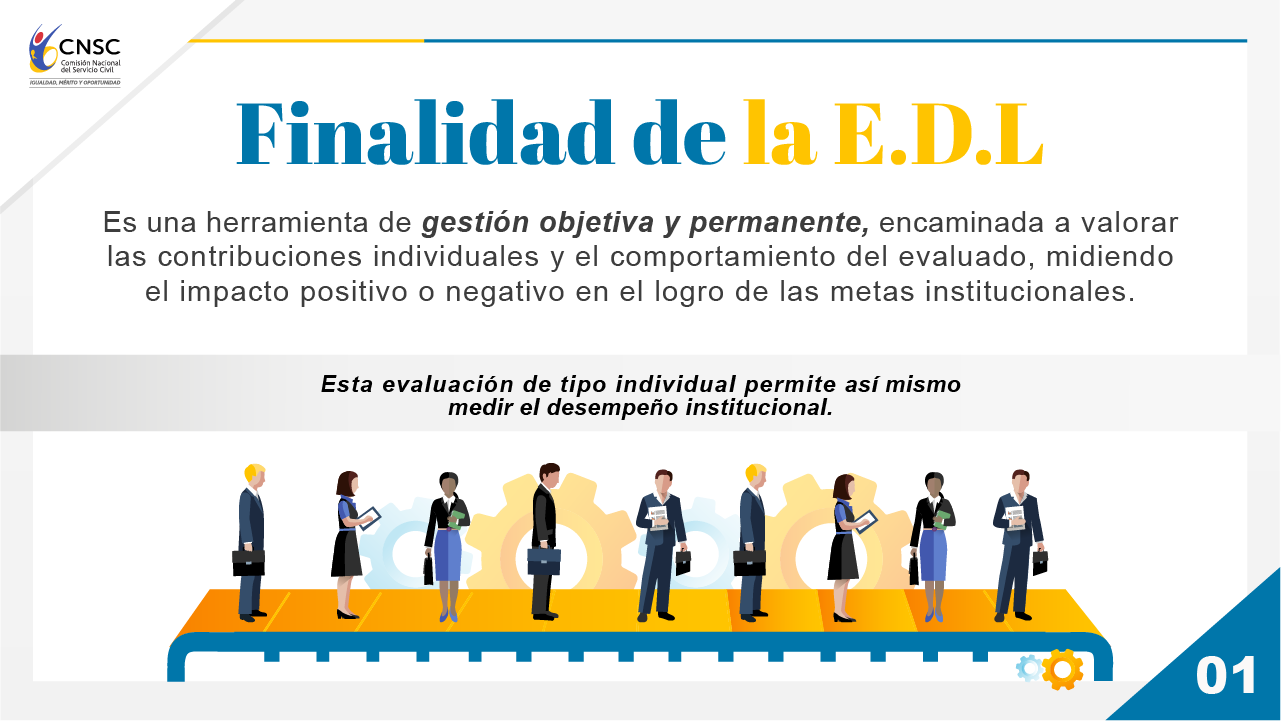 CNSC
Comisión Nacional
del Servicio Civil
IGUALDAD, MÉRITO Y OPORTUNIDAD
Finalidad de la E.D.L
Es una herramienta de gestión objetiva y permanente, encaminada a valorar
las contribuciones individuales y el comportamiento del evaluado, midiendo
el impacto positivo o negativo en el logro de las metas institucionales.
Esta evaluación de tipo individual permite así mismo
medir el desempeño institucional.
01